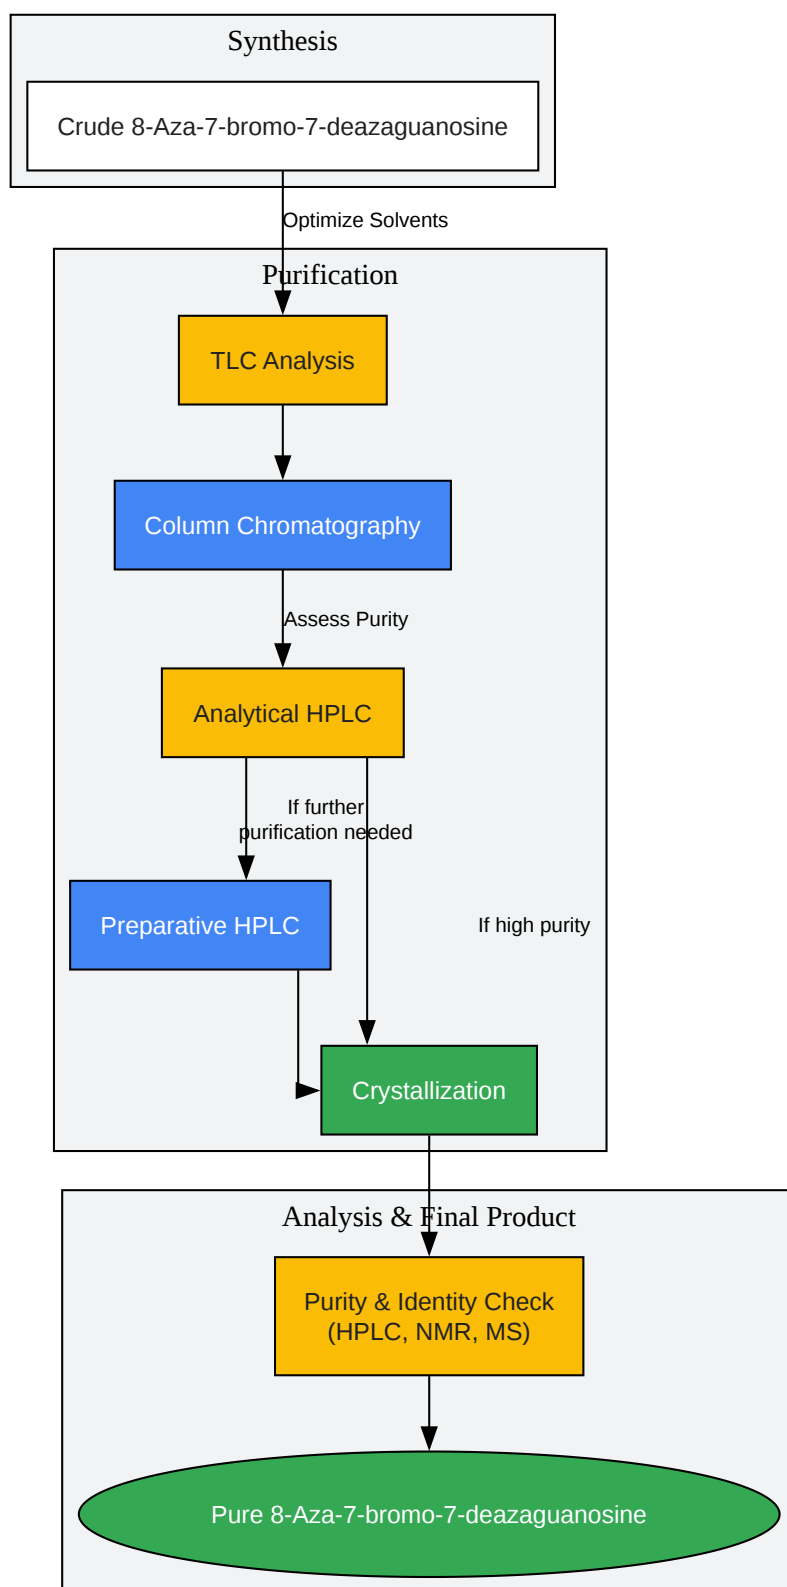 Synthesis
Crude 8-Aza-7-bromo-7-deazaguanosine
Optimize Solvents
Purification
TLC Analysis
Column Chromatography
Assess Purity
Analytical HPLC
If further
purification needed
Preparative HPLC
If high purity
Crystallization
Analysis & Final Product
Purity & Identity Check
(HPLC, NMR, MS)
Pure 8-Aza-7-bromo-7-deazaguanosine